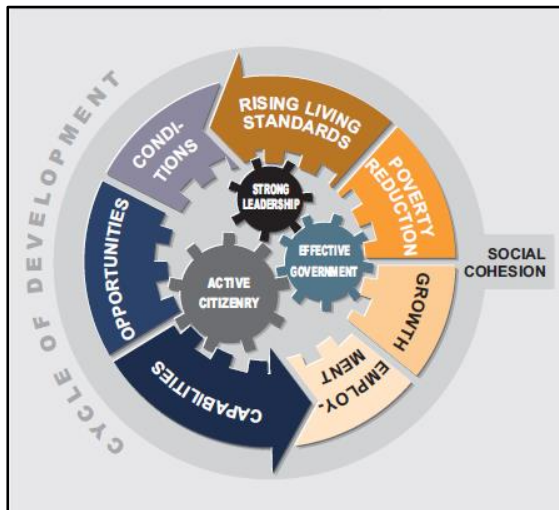 CYCLE OF DEVELOPMENT
RISING LIVING
STANDARDS
CONDI-
TIONS
POVERTY
REDUCTION
STRONG
LEADERSHIP
EFFECTIVE
GOVERNMENT
SOCIAL
COHESION
OPPORTUNITIES
ACTIVE
CITIZENRY
GROWTH
EMPLOY-
MENT
CAPABILITIES